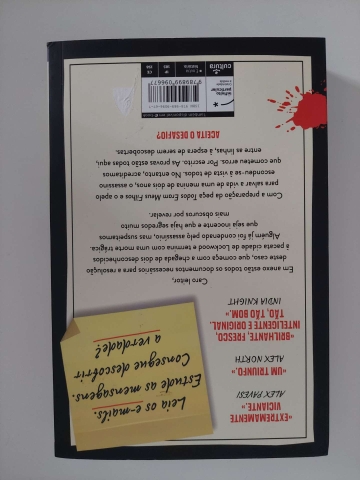 Leia os e-mails.
Estude as mensagens.
Consegue descobrir
a verdade?
«EXTREMAMENTE
VICIANTE.»
ALEX PAVESI
«UM TRIUNFO.»
ALEX NORTH
«BRILHANTE, FRESCO,
INTELIGENTE E ORIGINAL.
TÃO, TÃO BOM.»
INDIA KNIGHT
Caro leitor,
Em anexo estão todos os documentos necessários para a resolução
deste caso, que começa com a chegada de dois desconhecidos
à pacata cidade de Lockwood e termina com uma morte trágica.
Alguém já foi condenado pelo assassínio, mas suspeitamos
que seja inocente e que haja segredos muito
mais obscuros por revelar.
Com a preparação da peça Todos Eram Meus Filhos e o apelo
para salvar a vida de uma menina de dois anos, o assassino
escondeu-se à vista de todos. No entanto, acreditamos
que cometeu erros. Por escrito. As provas estão todas aqui,
entre as linhas, à espera de serem descobertas.
ACEITA O DESAFIO?
cultura